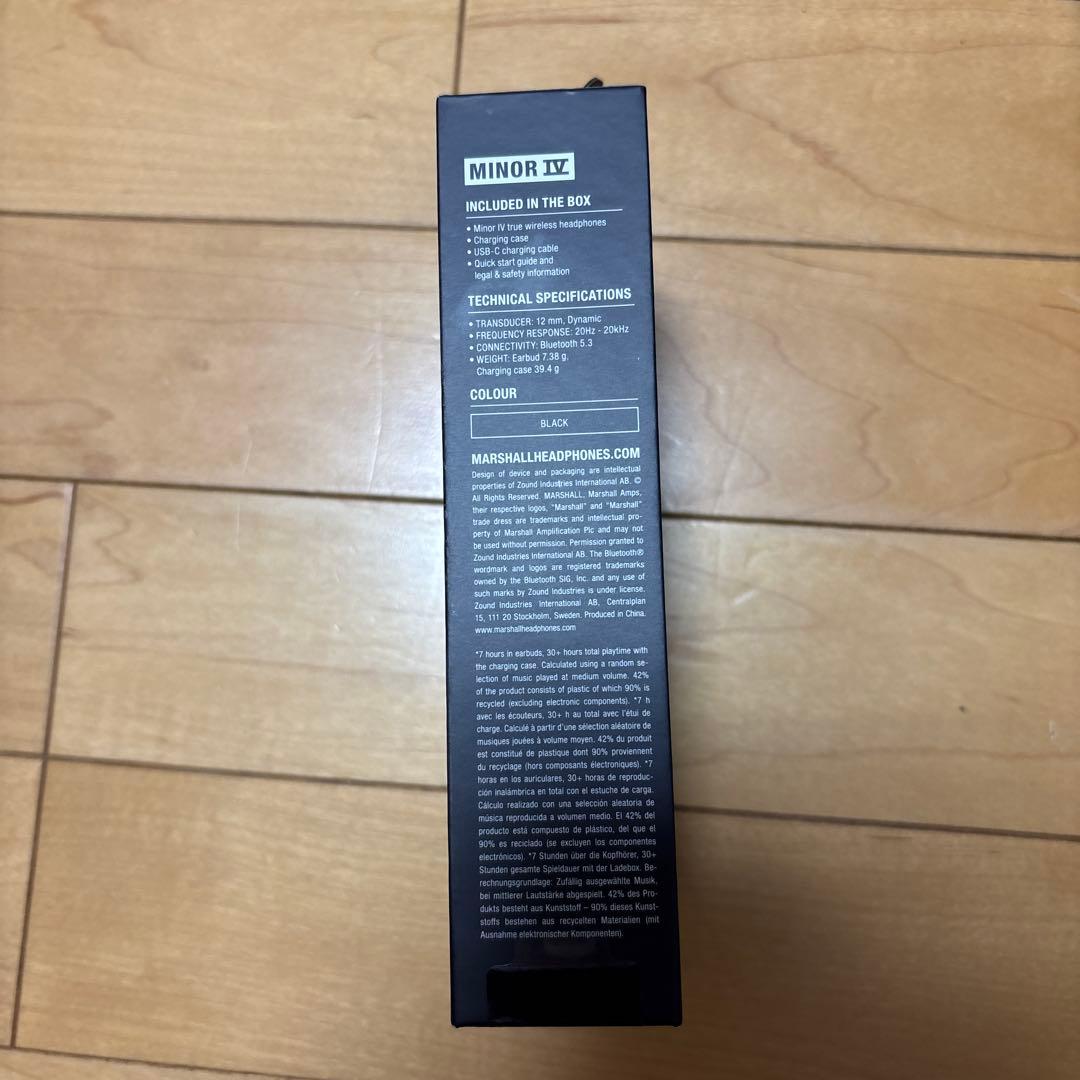 MINOR IV
INCLUDED IN THE BOX
• Minor IV true wireless headphones
• Charging case
• USB-C charging cable
• Quick start guide and
legal & safety information
TECHNICAL SPECIFICATIONS
• TRANSDUCER: 12 mm, Dynamic
• FREQUENCY RESPONSE: 20Hz - 20kHz
• CONNECTIVITY: Bluetooth 5.3
• WEIGHT: Earbud 7.38 g,
Charging case 39.4 g
COLOUR
BLACK
MARSHALLHEADPHONES.COM
Design of device and packaging are intellectual
properties of Zound Industries International AB. ©
All Rights Reserved. MARSHALL, Marshall Amps,
their respective logos, "Marshall" and "Marshall"
trade dress are trademarks and intellectual pro-
perty of Marshall Amplification Plc and may not
be used without permission. Permission granted to
Zound Industries International AB. The Bluetooth®
wordmark and logos are registered trademarks
owned by the Bluetooth SIG, Inc. and any use of
such marks by Zound Industries is under license.
Zound Industries International AB, Centralplan
15, 111 20 Stockholm, Sweden. Produced in China.
www.marshallheadphones.com
*7 hours in earbuds, 30+ hours total playtime with
the charging case. Calculated using a random se-
lection of music played at medium volume. 42%
of the product consists of plastic of which 90% is
recycled (excluding electronic components). *7 h
avec les écouteurs, 30+ h au total avec l'étui de
charge. Calculé à partir d'une sélection aléatoire de
musiques jouées à volume moyen. 42% du produit
est constitué de plastique dont 90% proviennent
du recyclage (hors composants électroniques). *7
horas en los auriculares, 30+ horas de reproduc-
ción inalámbrica en total con el estuche de carga.
Cálculo realizado con una selección aleatoria de
música reproducida a volumen medio. El 42% del
producto está compuesto de plástico, del que el
90% es reciclado (se excluyen los componentes
electrónicos). *7 Stunden über die Kopfhörer, 30+
Stunden gesamte Spieldauer mit der Ladebox. Be-
rechnungsgrundlage: Zufällig ausgewählte Musik,
bei mittlerer Lautstärke abgespielt. 42% des Pro-
dukts besteht aus Kunststoff – 90% dieses Kunst-
stoffs bestehen aus recycelten Materialien (mit
Ausnahme elektronischer Komponenten).